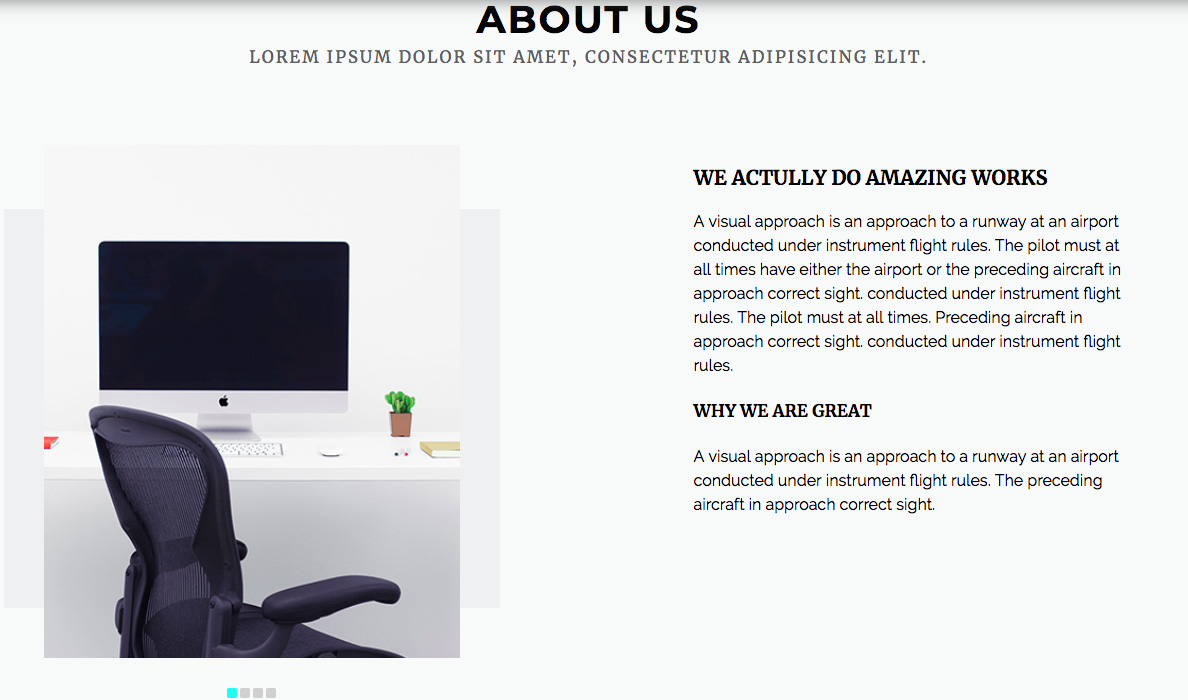 ABOUT US
LOREM IPSUM DOLOR SIT AMET, CONSECTETUR ADIPISICING ELIT.
WE ACTULLY DO AMAZING WORKS
A visual approach is an approach to a runway at an airport
conducted under instrument flight rules. The pilot must at
all times have either the airport or the preceding aircraft in
approach correct sight. conducted under instrument flight
rules. The pilot must at all times. Preceding aircraft in
approach correct sight. conducted under instrument flight
rules.
WHY WE ARE GREAT
A visual approach is an approach to a runway at an airport
conducted under instrument flight rules. The preceding
aircraft in approach correct sight.